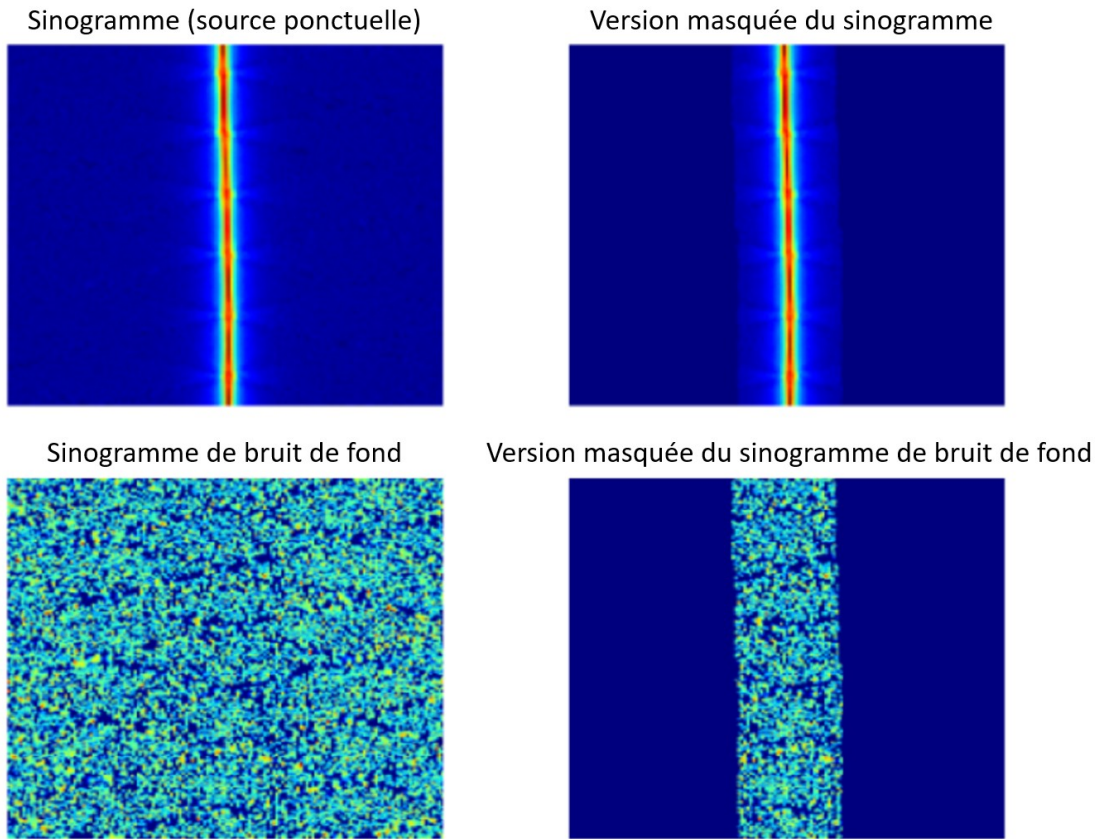 Sinogramme (source ponctuelle)
Version masquée du sinogramme
Sinogramme de bruit de fond
Version masquée du sinogramme de bruit de fond